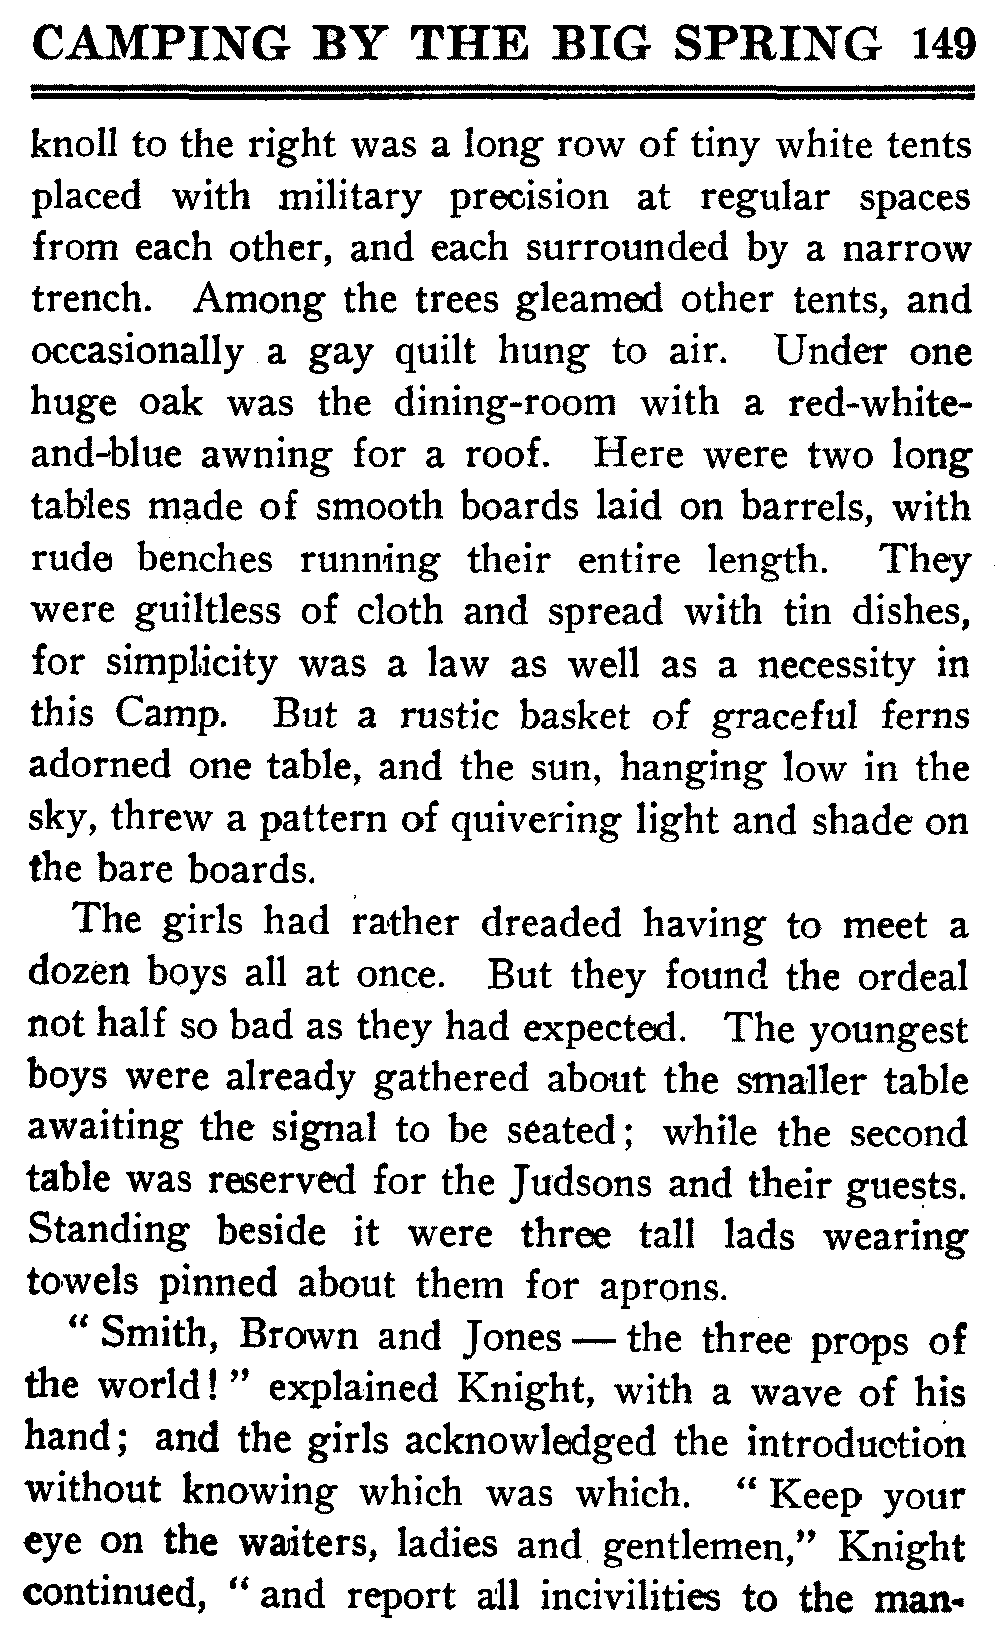 CAMPING BY THE BIG SPRING 149
knoll to the right was a long row of tiny white tents
placed with military precision at regular spaces
from each other, and each surrounded by a narrow
trench. Among the trees gleamed other tents, and
occasionally a gay quilt hung to air. Under one
huge oak was the dining-room with a red-white-
and-blue awning for a roof. Here were two long
tables made of smooth boards laid on barrels, with
rude benches running their entire length. They
were guiltless of cloth and spread with tin dishes,
for simplicity was a law as well as a necessity in
this Camp. But a rustic basket of graceful ferns
adorned one table, and the sun, hanging low in the
sky, threw a pattern of quivering light and shade on
the bare boards.
The girls had rather dreaded having to meet a
dozen boys all at once. But they found the ordeal
not half so bad as they had expected. The youngest
boys were already gathered about the smaller table
awaiting the signal to be seated; while the second
table was reserved for the Judsons and their guests.
Standing beside it were three tall lads wearing
towels pinned about them for aprons.
“ Smith, Brown and Jones — the three props of
the world! ” explained Knight, with a wave of his
hand; and the girls acknowledged the introduction
without knowing which was which. “ Keep your
eye on the waiters, ladies and gentlemen,” Knight
continued, “ and report all incivilities to the man-